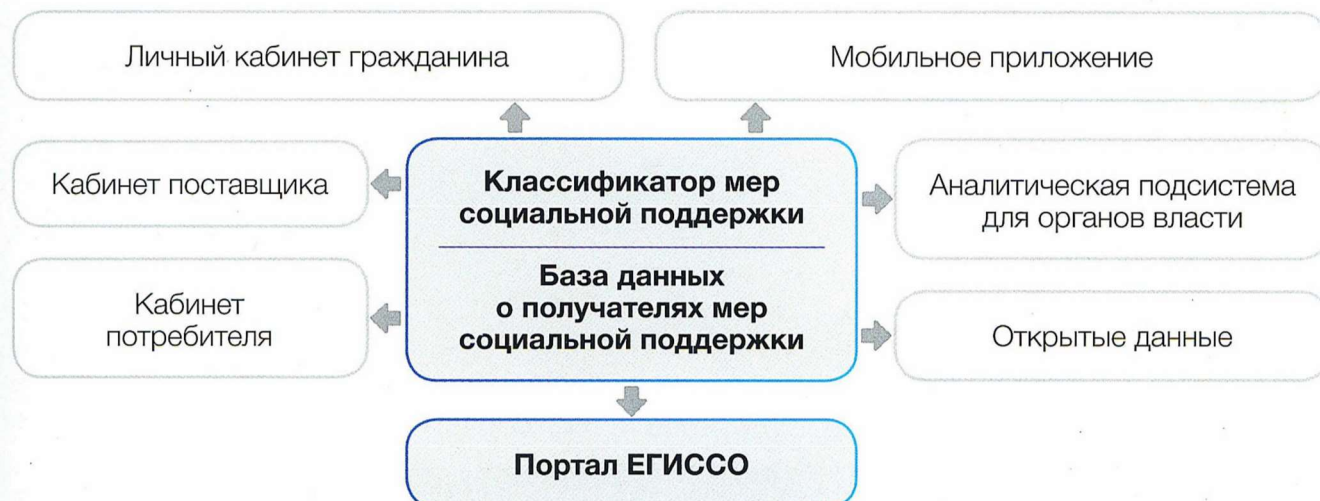 Личный кабинет гражданина
Мобильное приложение
Кабинет поставщика
Классификатор мер
социальной поддержки
Аналитическая подсистема
для органов власти
База данных
о получателях мер
социальной поддержки
Кабинет
потребителя
Открытые данные
Портал ЕГИССО